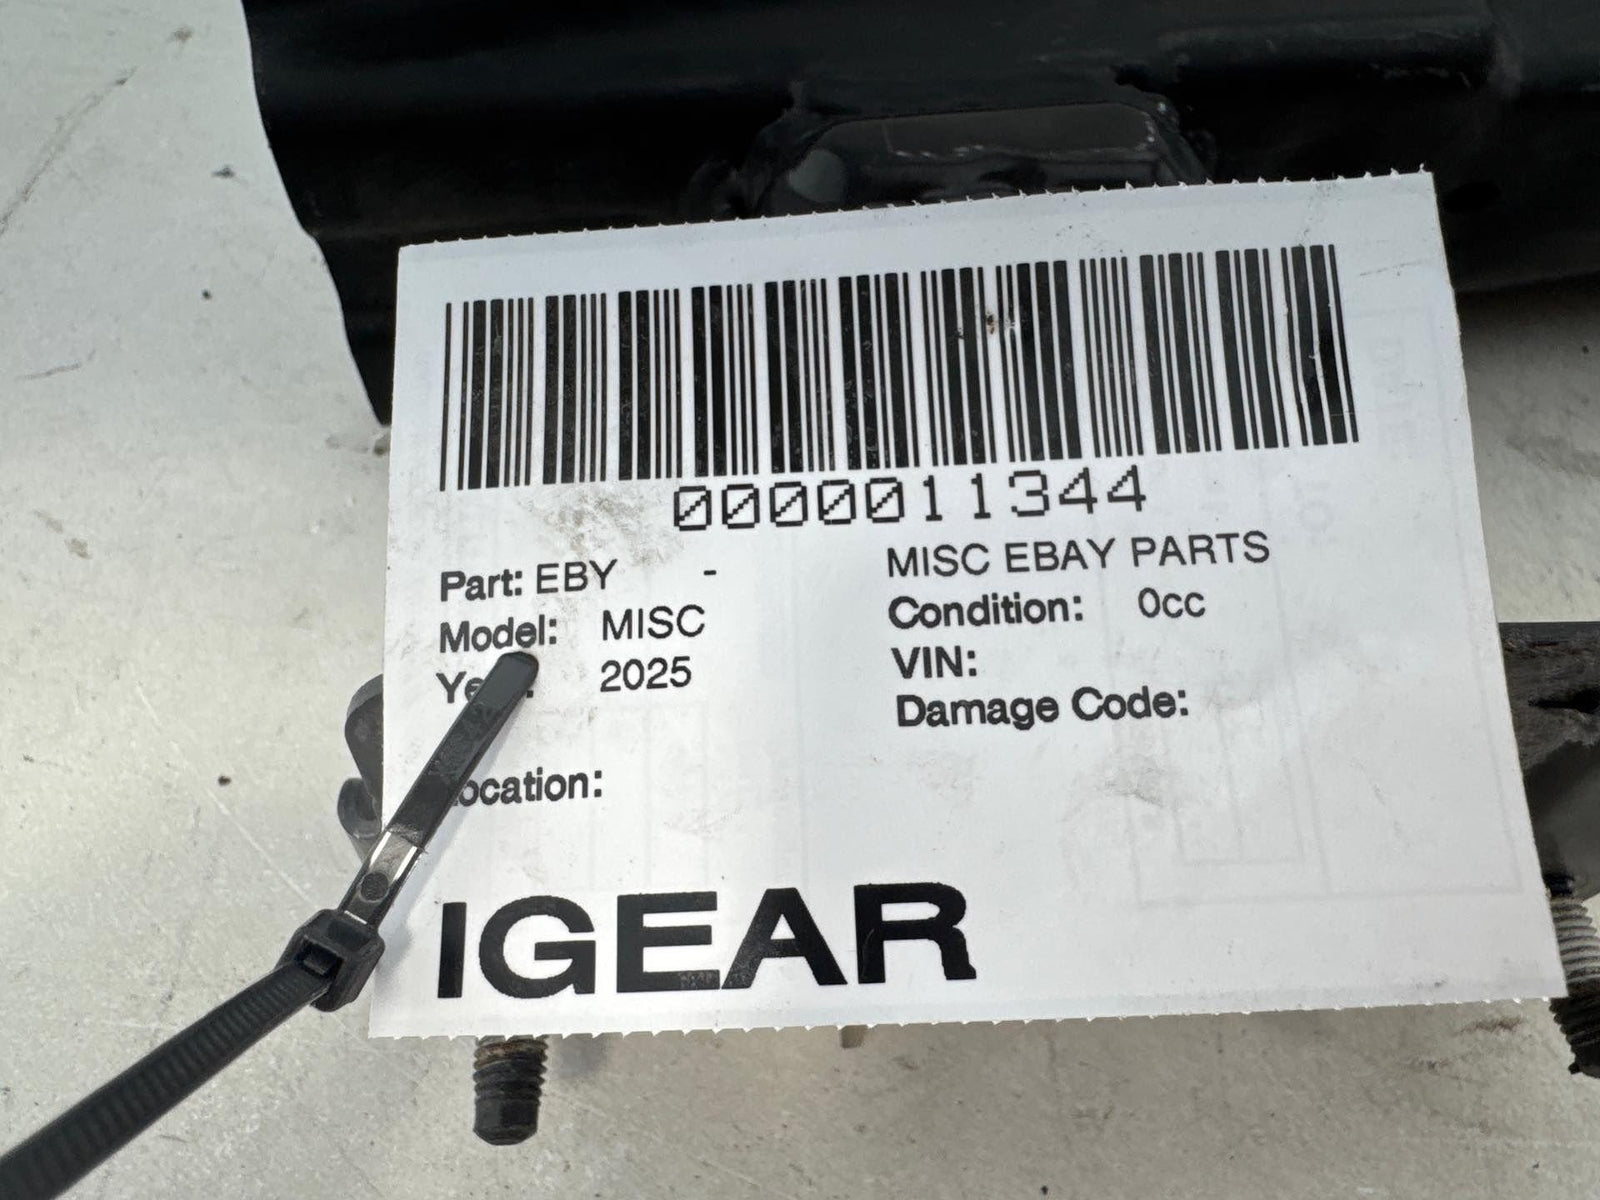 0000011344
Part: EBY - MISC EBAY PARTS
Model: MISC Condition: 0cc
2025 VIN:
Damage Code:
IGEAR